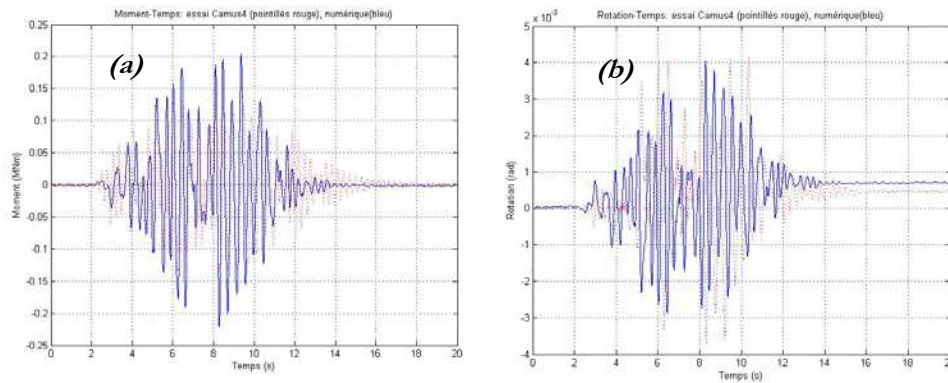 Moment-Temps: essai Camus4 (pointillés rouge), numérique(bleu)
(a)
Moment (MNm)
0.25
0.2
0.15
0.1
0.05
0
-0.05
-0.1
-0.15
-0.2
-0.25
0 2 4 6 8 10 12 14 16 18 20
Temps (s)
Rotation-Temps: essai Camus4 (pointillés rouge), numérique(bleu)
x 10⁻³
(b)
Rotation (rad)
5
4
3
2
1
0
-1
-2
-3
-4
0 2 4 6 8 10 12 14 16 18 20
Temps (s)